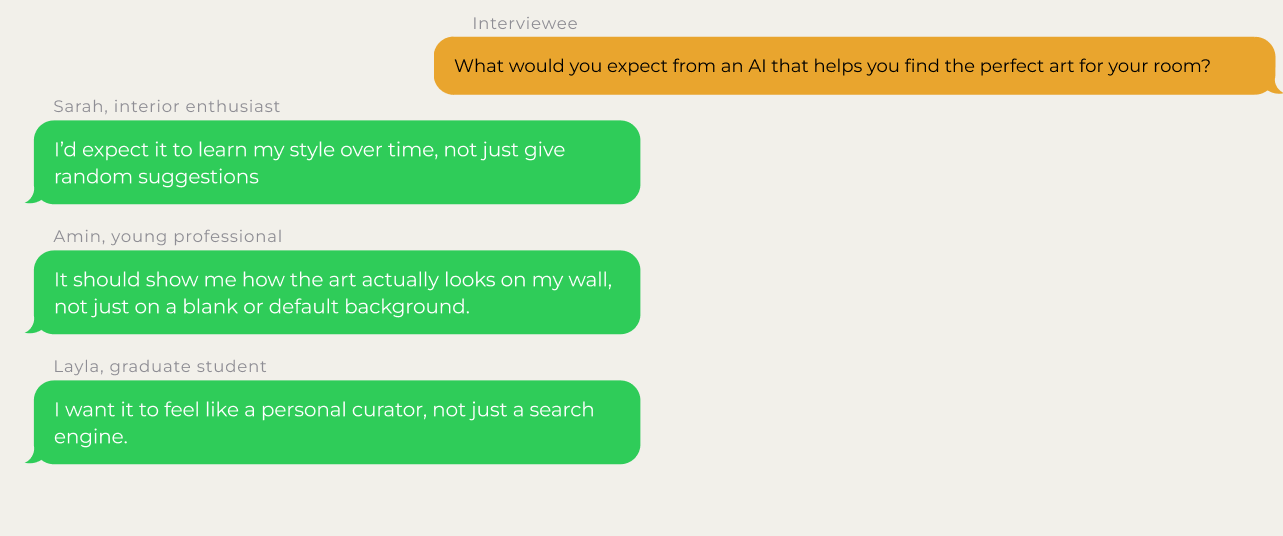 Interviewee
What would you expect from an AI that helps you find the perfect art for your room?
Sarah, interior enthusiast
I’d expect it to learn my style over time, not just give
random suggestions
Amin, young professional
It should show me how the art actually looks on my wall,
not just on a blank or default background.
Layla, graduate student
I want it to feel like a personal curator, not just a search
engine.